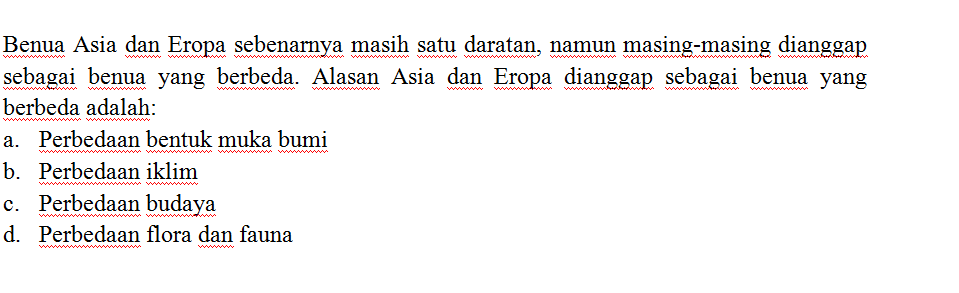 Benua Asia dan Eropa sebenarnya masih satu daratan, namun masing-masing dianggap
sebagai benua yang berbeda. Alasan Asia dan Eropa dianggap sebagai benua yang
berbeda adalah:
a. Perbedaan bentuk muka bumi
b. Perbedaan iklim
c. Perbedaan budaya
d. Perbedaan flora dan fauna